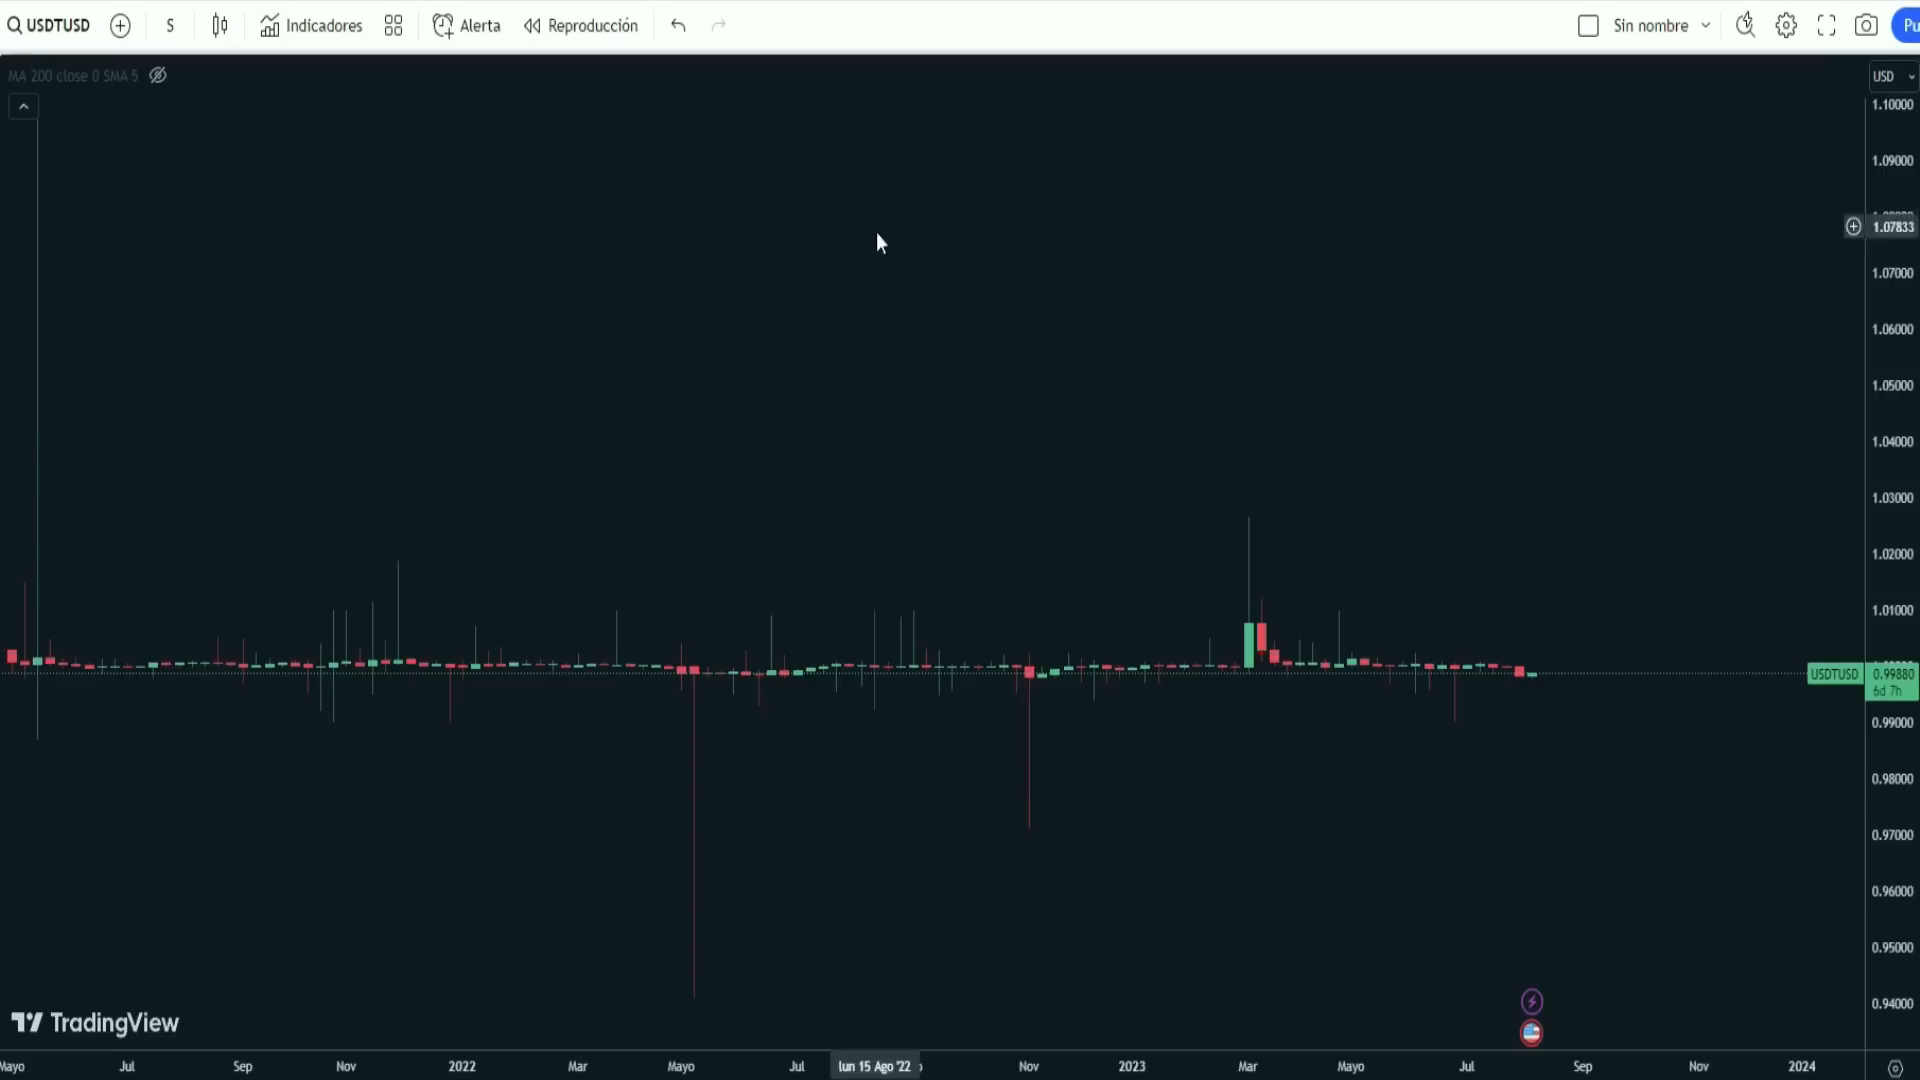 USDTUSD S Indicadores Alerta Reproducción Sin nombre Pu
MA 200 close 0 SMA 5
USD
1.10000
1.09000
1.07833
1.07000
1.06000
1.05000
1.04000
1.03000
1.02000
1.01000
USDTUSD 0.99880
6d 7h
0.99000
0.98000
0.97000
0.96000
0.95000
0.94000
TradingView
Mayo Jul Sep Nov 2022 Mar Mayo Jul lun 15 Ago '22 Nov 2023 Mar Mayo Jul Sep Nov 2024